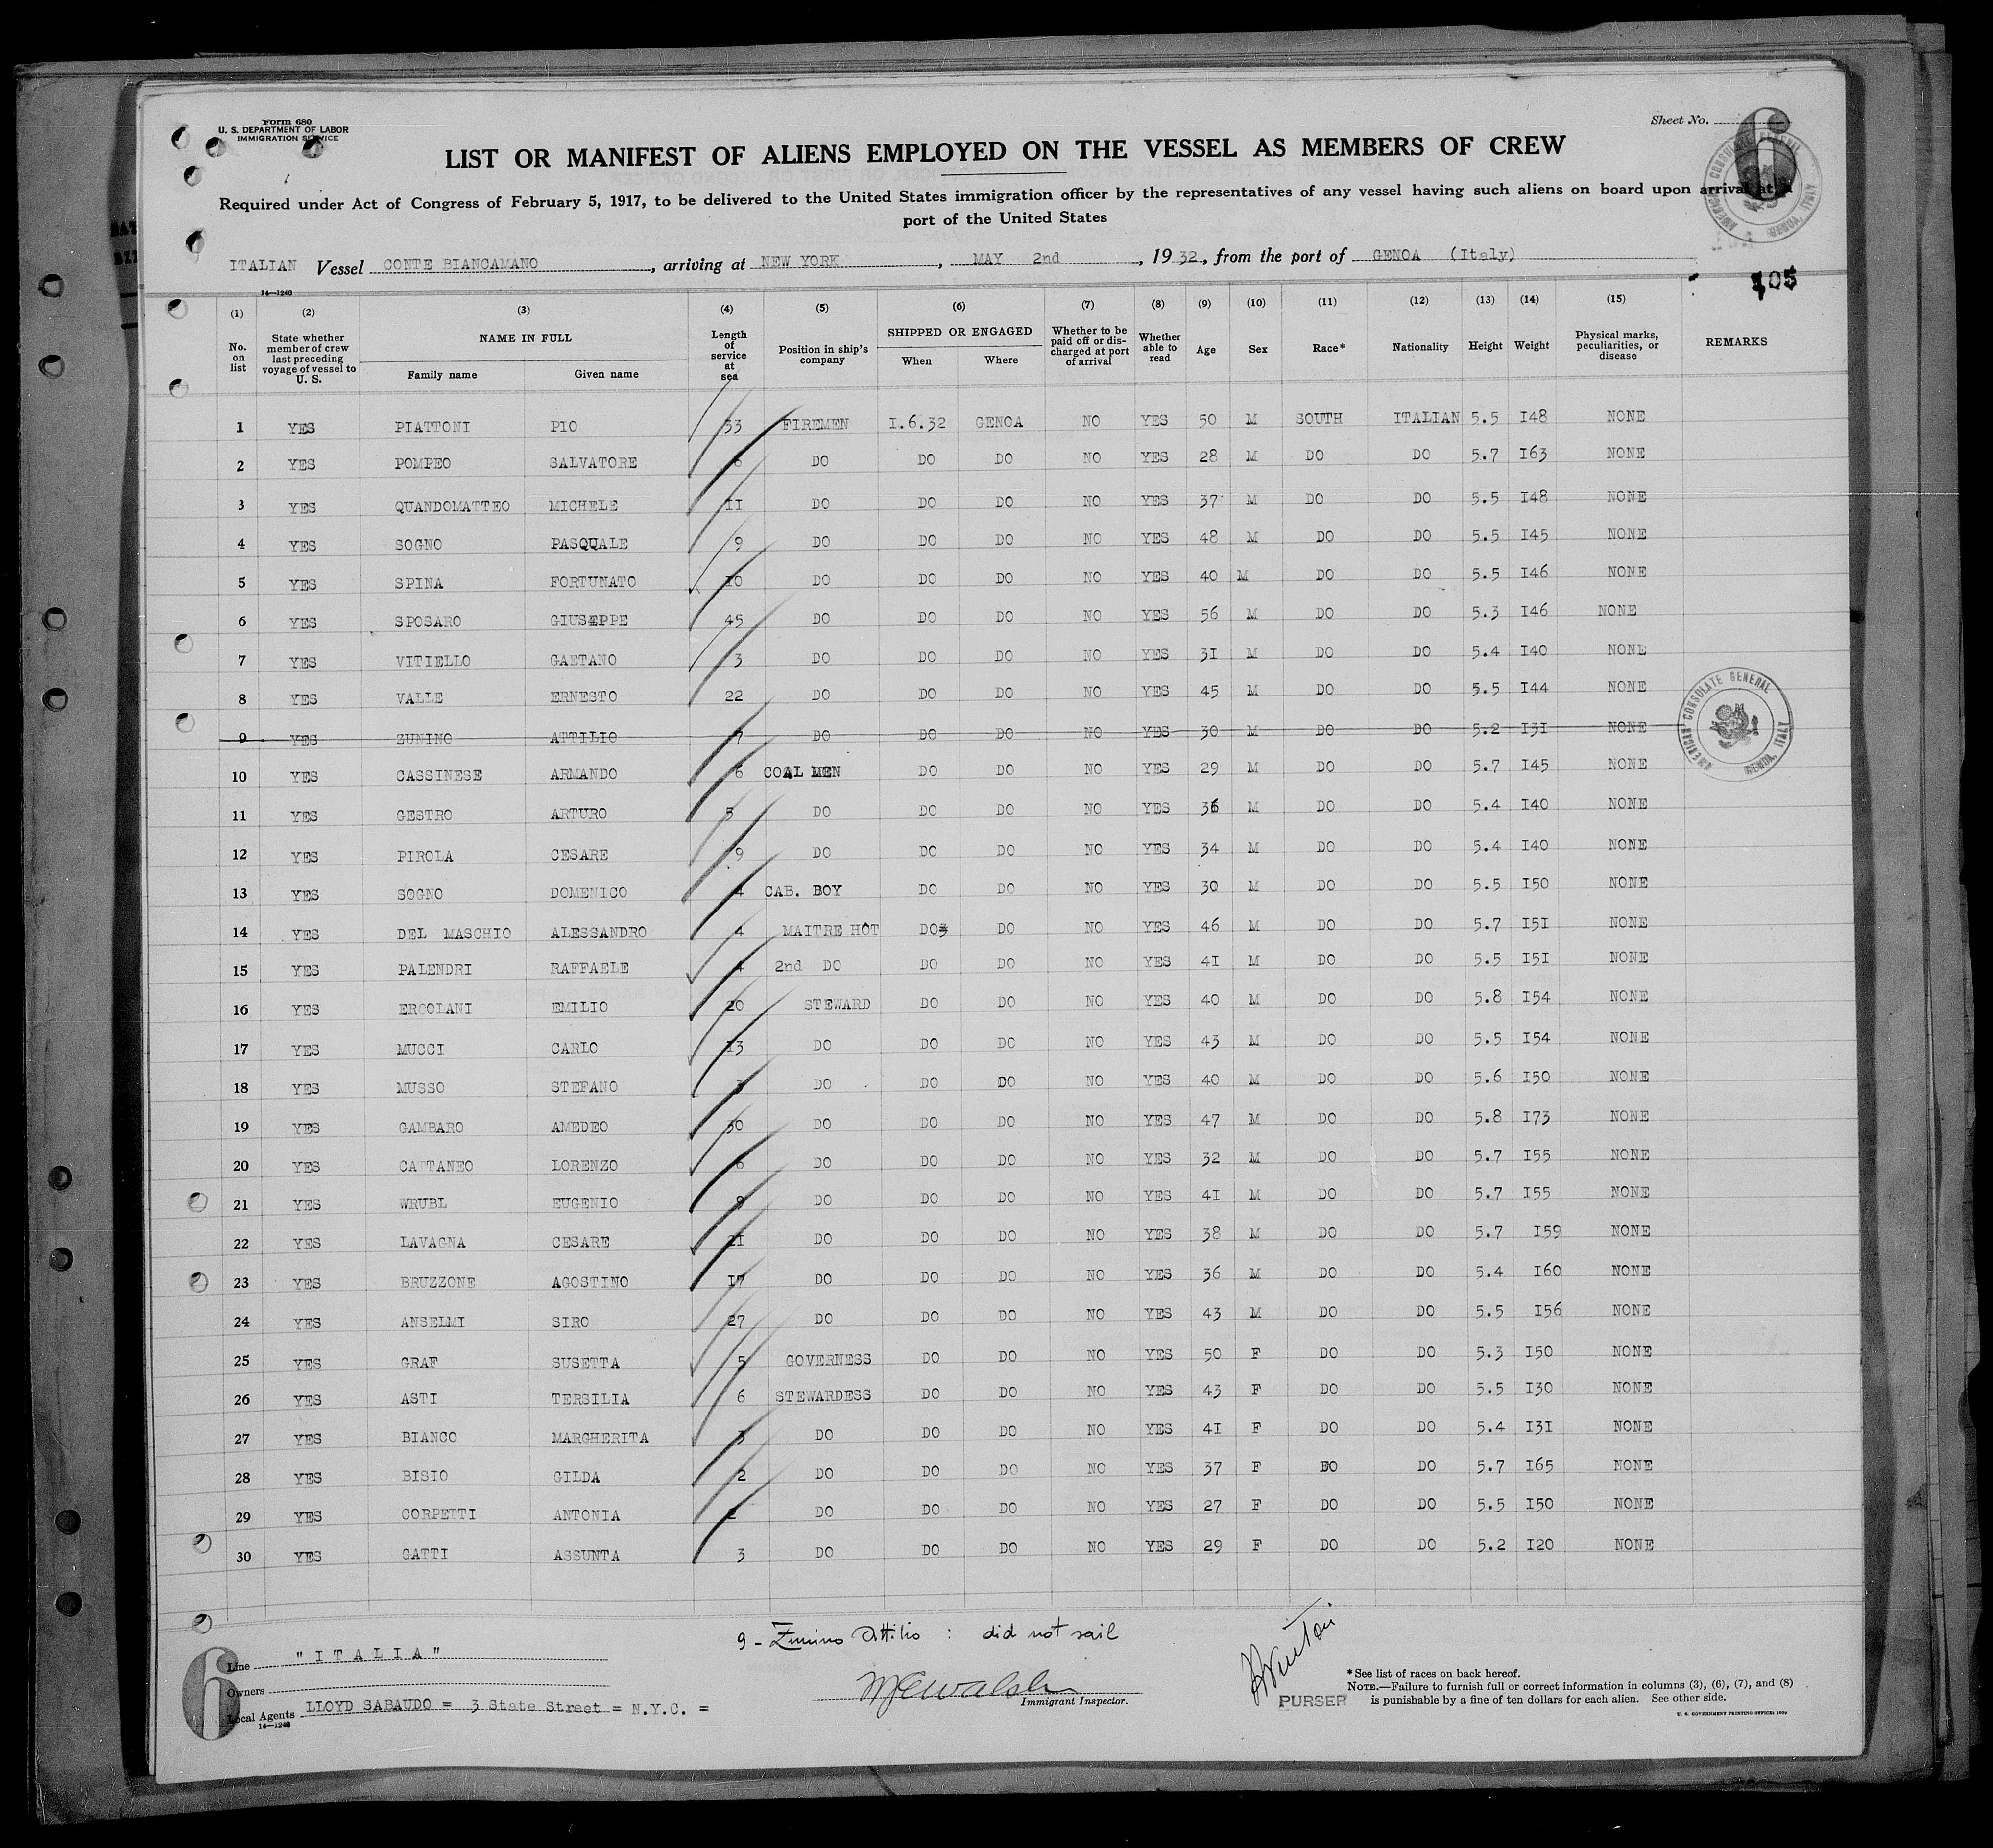 Form 680
U. S. DEPARTMENT OF LABOR
IMMIGRATION SERVICE
Sheet No. 6
LIST OR MANIFEST OF ALIENS EMPLOYED ON THE VESSEL AS MEMBERS OF CREW
Required under Act of Congress of February 5, 1917, to be delivered to the United States immigration officer by the representatives of any vessel having such aliens on board upon arrival at a
port of the United States
AMERICAN CONSULATE GENERAL GENOA, ITALY
ITALIAN Vessel CONTE BIANCAMANO, arriving at NEW YORK, MAY 2nd, 1932, from the port of GENOA (Italy)
14—1240
105
(1) (2) (3) (4) (5) (6) (7) (8) (9) (10) (11) (12) (13) (14) (15)
No. on list State whether member of crew last preceding voyage of vessel to U. S. NAME IN FULL Family name Given name Length of service at sea Position in ship's company SHIPPED OR ENGAGED When Where Whether to be paid off or discharged at port of arrival Whether able to read Age Sex Race* Nationality Height Weight Physical marks, peculiarities, or disease REMARKS
1 YES PIATTONI PIO 33 FIREMEN I.6.32 GENOA NO YES 50 M SOUTH ITALIAN 5.5 I48 NONE
2 YES POMPEO SALVATORE 6 DO DO DO NO YES 28 M DO DO 5.7 I63 NONE
3 YES QUANDOMATTEO MICHELE II DO DO DO NO YES 37 M DO DO 5.5 I48 NONE
4 YES SOGNO PASQUALE 9 DO DO DO NO YES 48 M DO DO 5.5 I45 NONE
5 YES SPINA FORTUNATO I0 DO DO DO NO YES 40 M DO DO 5.5 I46 NONE
6 YES SPOSARO GIUSEPPE 45 DO DO DO NO YES 56 M DO DO 5.3 I46 NONE
7 YES VITIELLO GAETANO 3 DO DO DO NO YES 3I M DO DO 5.4 I40 NONE
8 YES VALLE ERNESTO 22 DO DO DO NO YES 45 M DO DO 5.5 I44 NONE
9 YES ZUNINO ATTILIO 7 DO DO DO NO YES 30 M DO DO 5.2 I3I NONE
AMERICAN CONSULATE GENERAL GENOA, ITALY
10 YES CASSINESE ARMANDO 6 COAL MEN DO DO NO YES 29 M DO DO 5.7 I45 NONE
11 YES GESTRO ARTURO 5 DO DO DO NO YES 36 M DO DO 5.4 I40 NONE
12 YES PIROLA CESARE 9 DO DO DO NO YES 34 M DO DO 5.4 I40 NONE
13 YES SOGNO DOMENICO 4 CAB. BOY DO DO NO YES 30 M DO DO 5.5 I50 NONE
14 YES DEL MASCHIO ALESSANDRO 4 MAITRE HOT DO DO NO YES 46 M DO DO 5.7 I5I NONE
15 YES PALENDRI RAFFAELE 4 2nd DO DO DO NO YES 4I M DO DO 5.5 I5I NONE
16 YES ERCOLANI EMILIO 20 STEWARD DO DO NO YES 40 M DO DO 5.8 I54 NONE
17 YES MUCCI CARLO I3 DO DO DO NO YES 43 M DO DO 5.5 I54 NONE
18 YES MUSSO STEFANO 3 DO DO DO NO YES 40 M DO DO 5.6 I50 NONE
19 YES GAMBARO AMEDEO 30 DO DO DO NO YES 47 M DO DO 5.8 I73 NONE
20 YES CATTANEO LORENZO 6 DO DO DO NO YES 32 M DO DO 5.7 I55 NONE
21 YES WRUBL EUGENIO 9 DO DO DO NO YES 4I M DO DO 5.7 I55 NONE
22 YES LAVAGNA CESARE DO DO DO NO YES 38 M DO DO 5.7 I59 NONE
23 YES BRUZZONE AGOSTINO I7 DO DO DO NO YES 36 M DO DO 5.4 I60 NONE
24 YES ANSELMI SIRO 27 DO DO DO NO YES 43 M DO DO 5.5 I56 NONE
25 YES GRAF SUSETTA 5 GOVERNESS DO DO NO YES 50 F DO DO 5.3 I50 NONE
26 YES ASTI TERSILIA 6 STEWARDESS DO DO NO YES 43 F DO DO 5.5 I30 NONE
27 YES BIANCO MARGHERITA 3 DO DO DO NO YES 4I F DO DO 5.4 I3I NONE
28 YES BISIO GILDA 2 DO DO DO NO YES 37 F DO DO 5.7 I65 NONE
29 YES CORPETTI ANTONIA 2 DO DO DO NO YES 27 F DO DO 5.5 I50 NONE
30 YES GATTI ASSUNTA 3 DO DO DO NO YES 29 F DO DO 5.2 I20 NONE
9 - Zunino Attilio : did not sail
6
Line "ITALIA"
Owners
Local Agents LLOYD SABAUDO = 3 State Street = N.Y.C. =
14—1240
Immigrant Inspector.
PURSER
*See list of races on back hereof.
NOTE.—Failure to furnish full or correct information in columns (3), (6), (7), and (8)
is punishable by a fine of ten dollars for each alien. See other side.